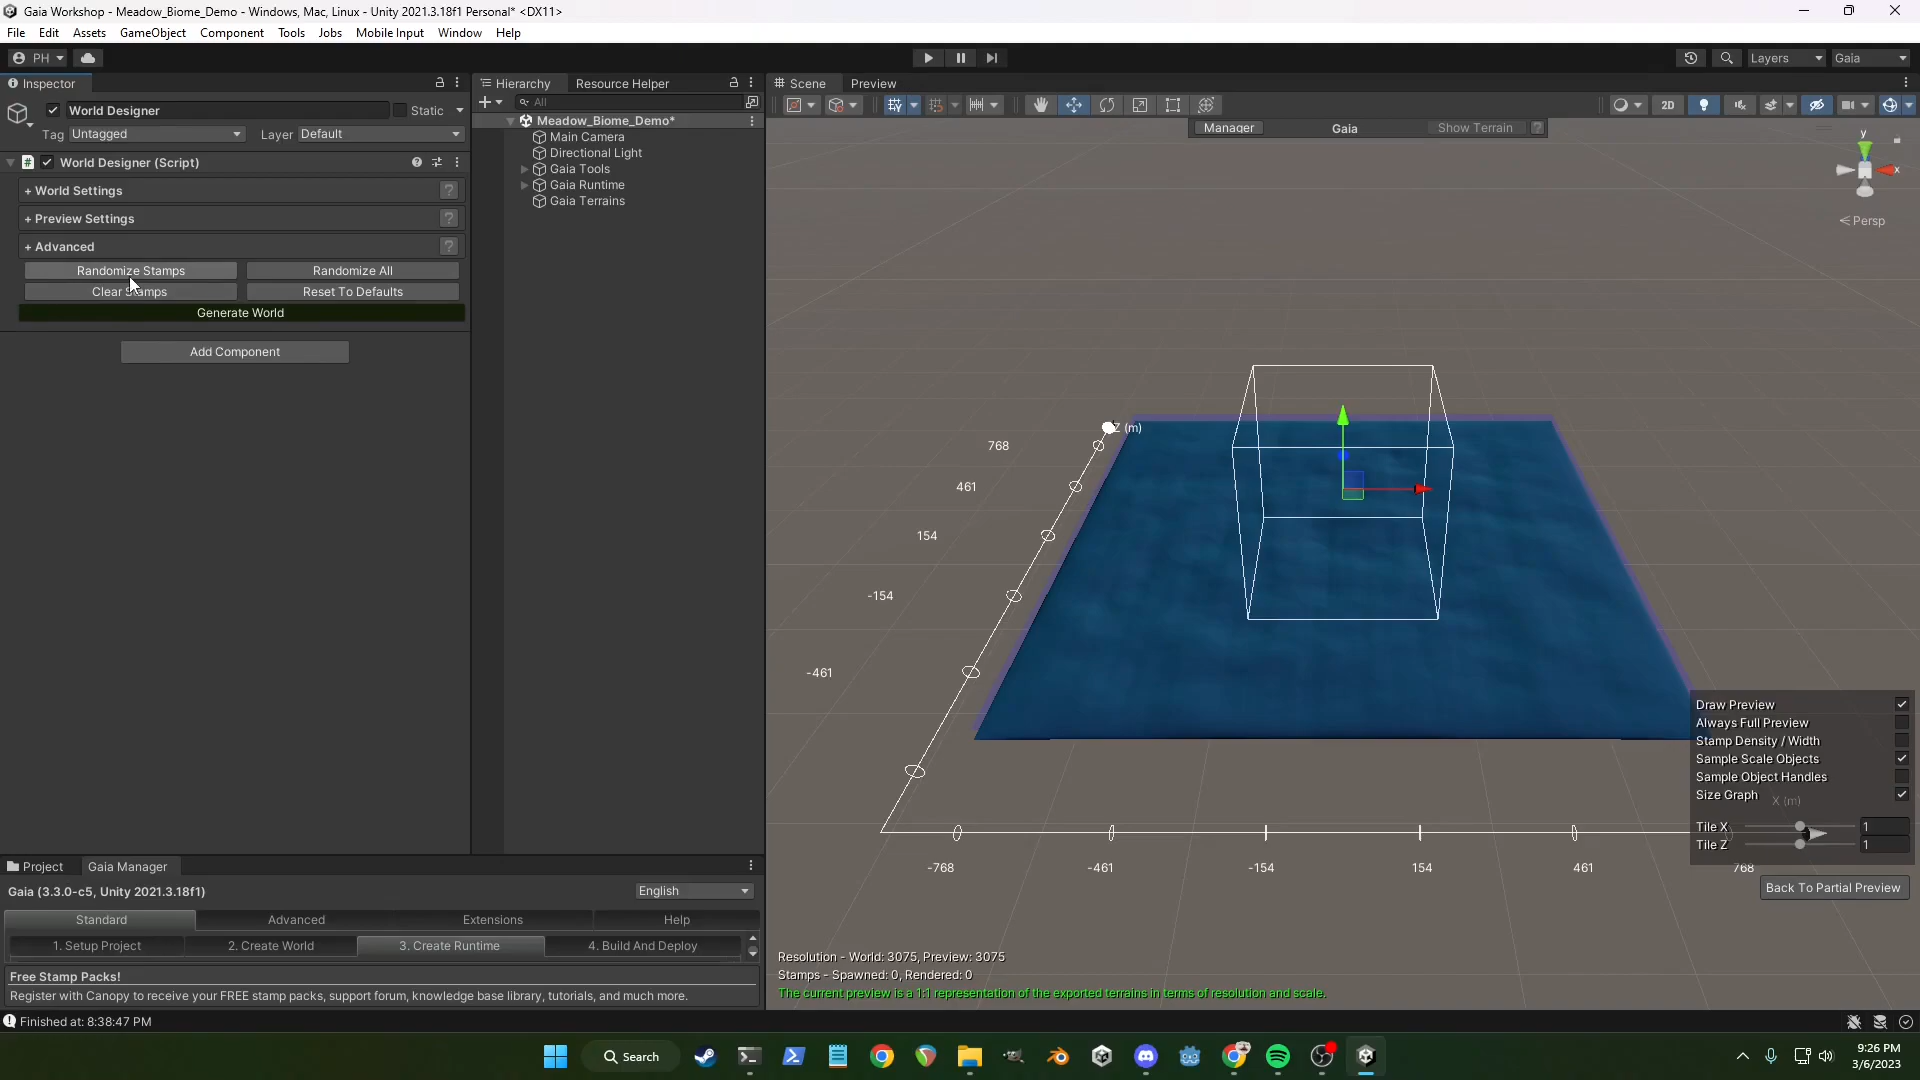 Gaia Workshop - Meadow_Biome_Demo - Windows, Mac, Linux - Unity 2021.3.18f1 Personal* <DX11>
File Edit Assets GameObject Component Tools Jobs Mobile Input Window Help
PH Layers Gaia
Inspector
World Designer Static
Tag Untagged Layer Default
World Designer (Script)
+ World Settings ?
+ Preview Settings ?
+ Advanced ?
Randomize Stamps Randomize All
Clear Stamps Reset To Defaults
Generate World
Add Component
Hierarchy Resource Helper
All
Meadow_Biome_Demo*
Main Camera
Directional Light
Gaia Tools
Gaia Runtime
Gaia Terrains
Scene Preview
2D
Manager Gaia Show Terrain ?
y
x
< Persp
Z (m)
768
461
154
-154
-461
-768 -461 -154 154 461 768
X (m)
Draw Preview
Always Full Preview
Stamp Density / Width
Sample Scale Objects
Sample Object Handles
Size Graph
Tile X 1
Tile Z 1
Back To Partial Preview
Resolution - World: 3075, Preview: 3075
Stamps - Spawned: 0, Rendered: 0
The current preview is a 1:1 representation of the exported terrains in terms of resolution and scale.
Project Gaia Manager
Gaia (3.3.0-c5, Unity 2021.3.18f1) English
Standard Advanced Extensions Help
1. Setup Project 2. Create World 3. Create Runtime 4. Build And Deploy
Free Stamp Packs!
Register with Canopy to receive your FREE stamp packs, support forum, knowledge base library, tutorials, and much more.
Finished at: 8:38:47 PM
Search
9:26 PM
3/6/2023